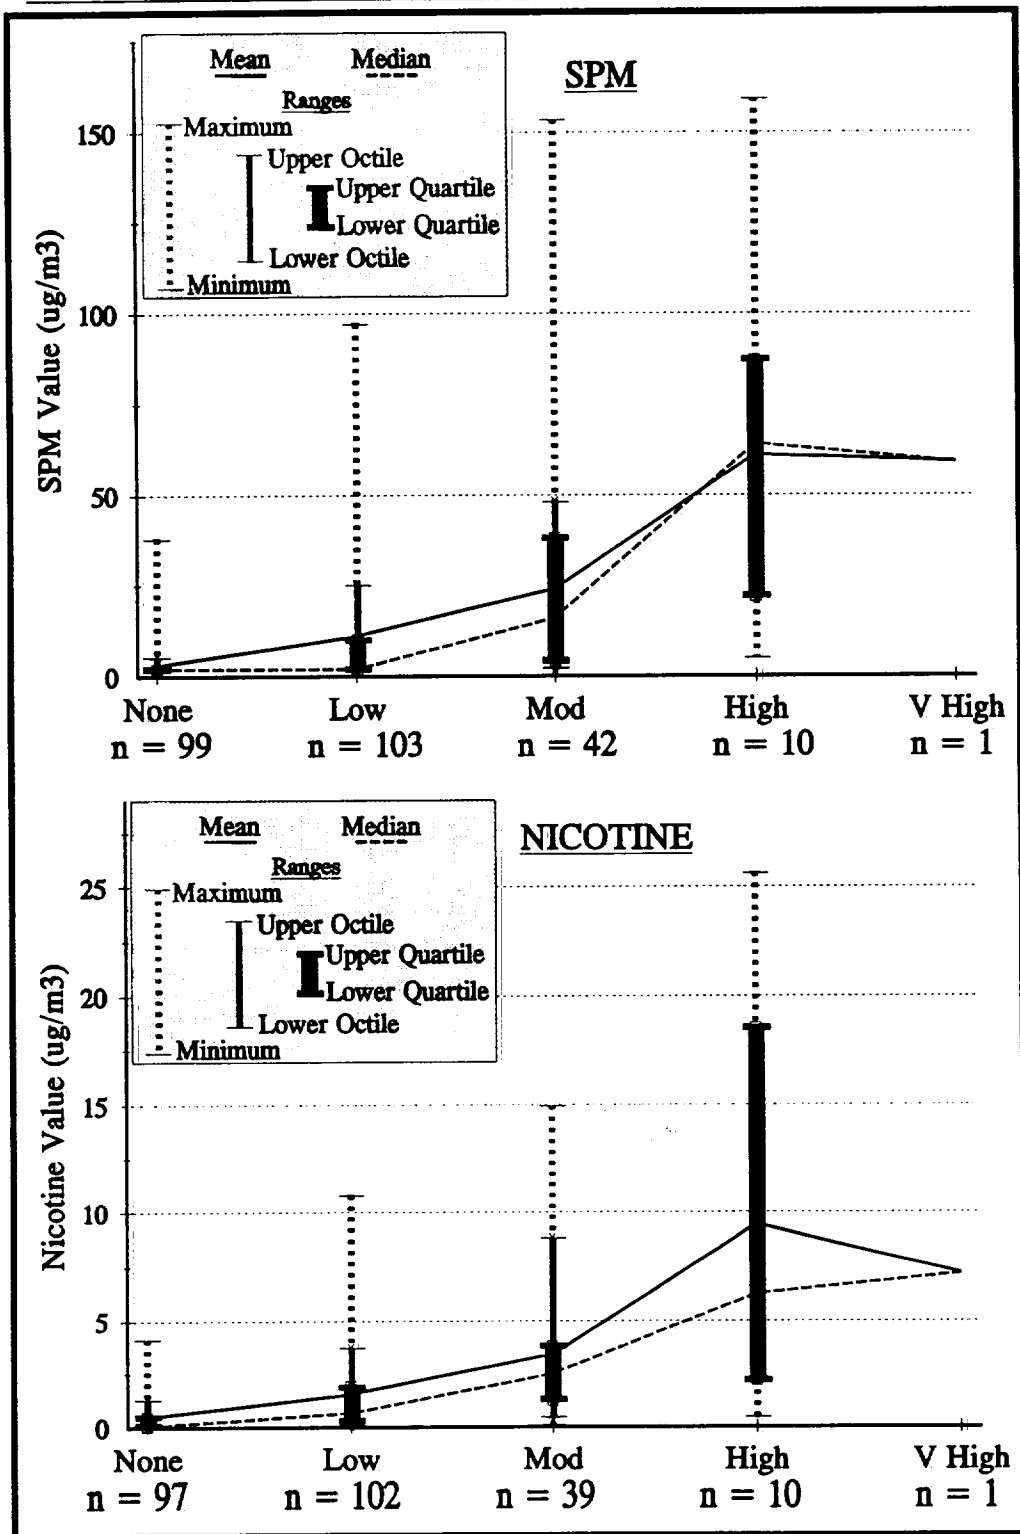 SPM
Mean Median
Ranges
Maximum
Upper Octile
Upper Quartile
Lower Quartile
Lower Octile
Minimum
SPM Value (ug/m3)
150
100
50
0
None Low Mod High V High
n = 99 n = 103 n = 42 n = 10 n = 1
NICOTINE
Mean Median
Ranges
Maximum
Upper Octile
Upper Quartile
Lower Quartile
Lower Octile
Minimum
Nicotine Value (ug/m3)
25
20
15
10
5
0
None Low Mod High V High
n = 97 n = 102 n = 39 n = 10 n = 1